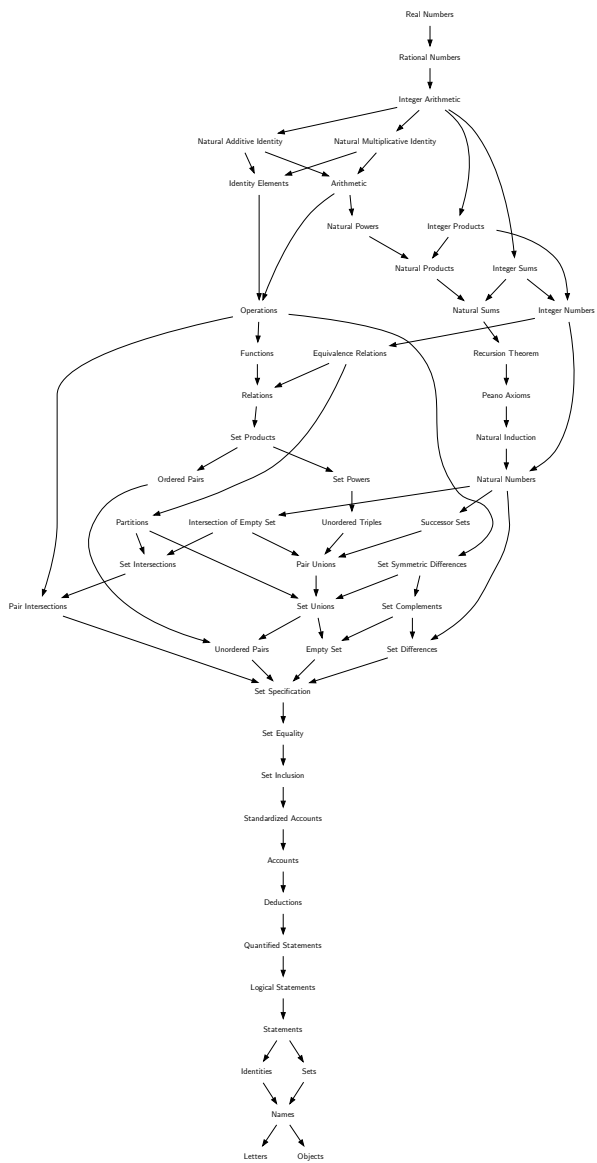 Real Numbers
Rational Numbers
Integer Arithmetic
Natural Additive Identity
Natural Multiplicative Identity
Identity Elements
Arithmetic
Natural Powers
Integer Products
Natural Products
Integer Sums
Operations
Natural Sums
Integer Numbers
Functions
Equivalence Relations
Recursion Theorem
Relations
Peano Axioms
Set Products
Natural Induction
Ordered Pairs
Set Powers
Natural Numbers
Partitions
Intersection of Empty Set
Unordered Triples
Successor Sets
Set Intersections
Pair Unions
Set Symmetric Differences
Pair Intersections
Set Unions
Set Complements
Unordered Pairs
Empty Set
Set Differences
Set Specification
Set Equality
Set Inclusion
Standardized Accounts
Accounts
Deductions
Quantified Statements
Logical Statements
Statements
Identities
Sets
Names
Letters
Objects